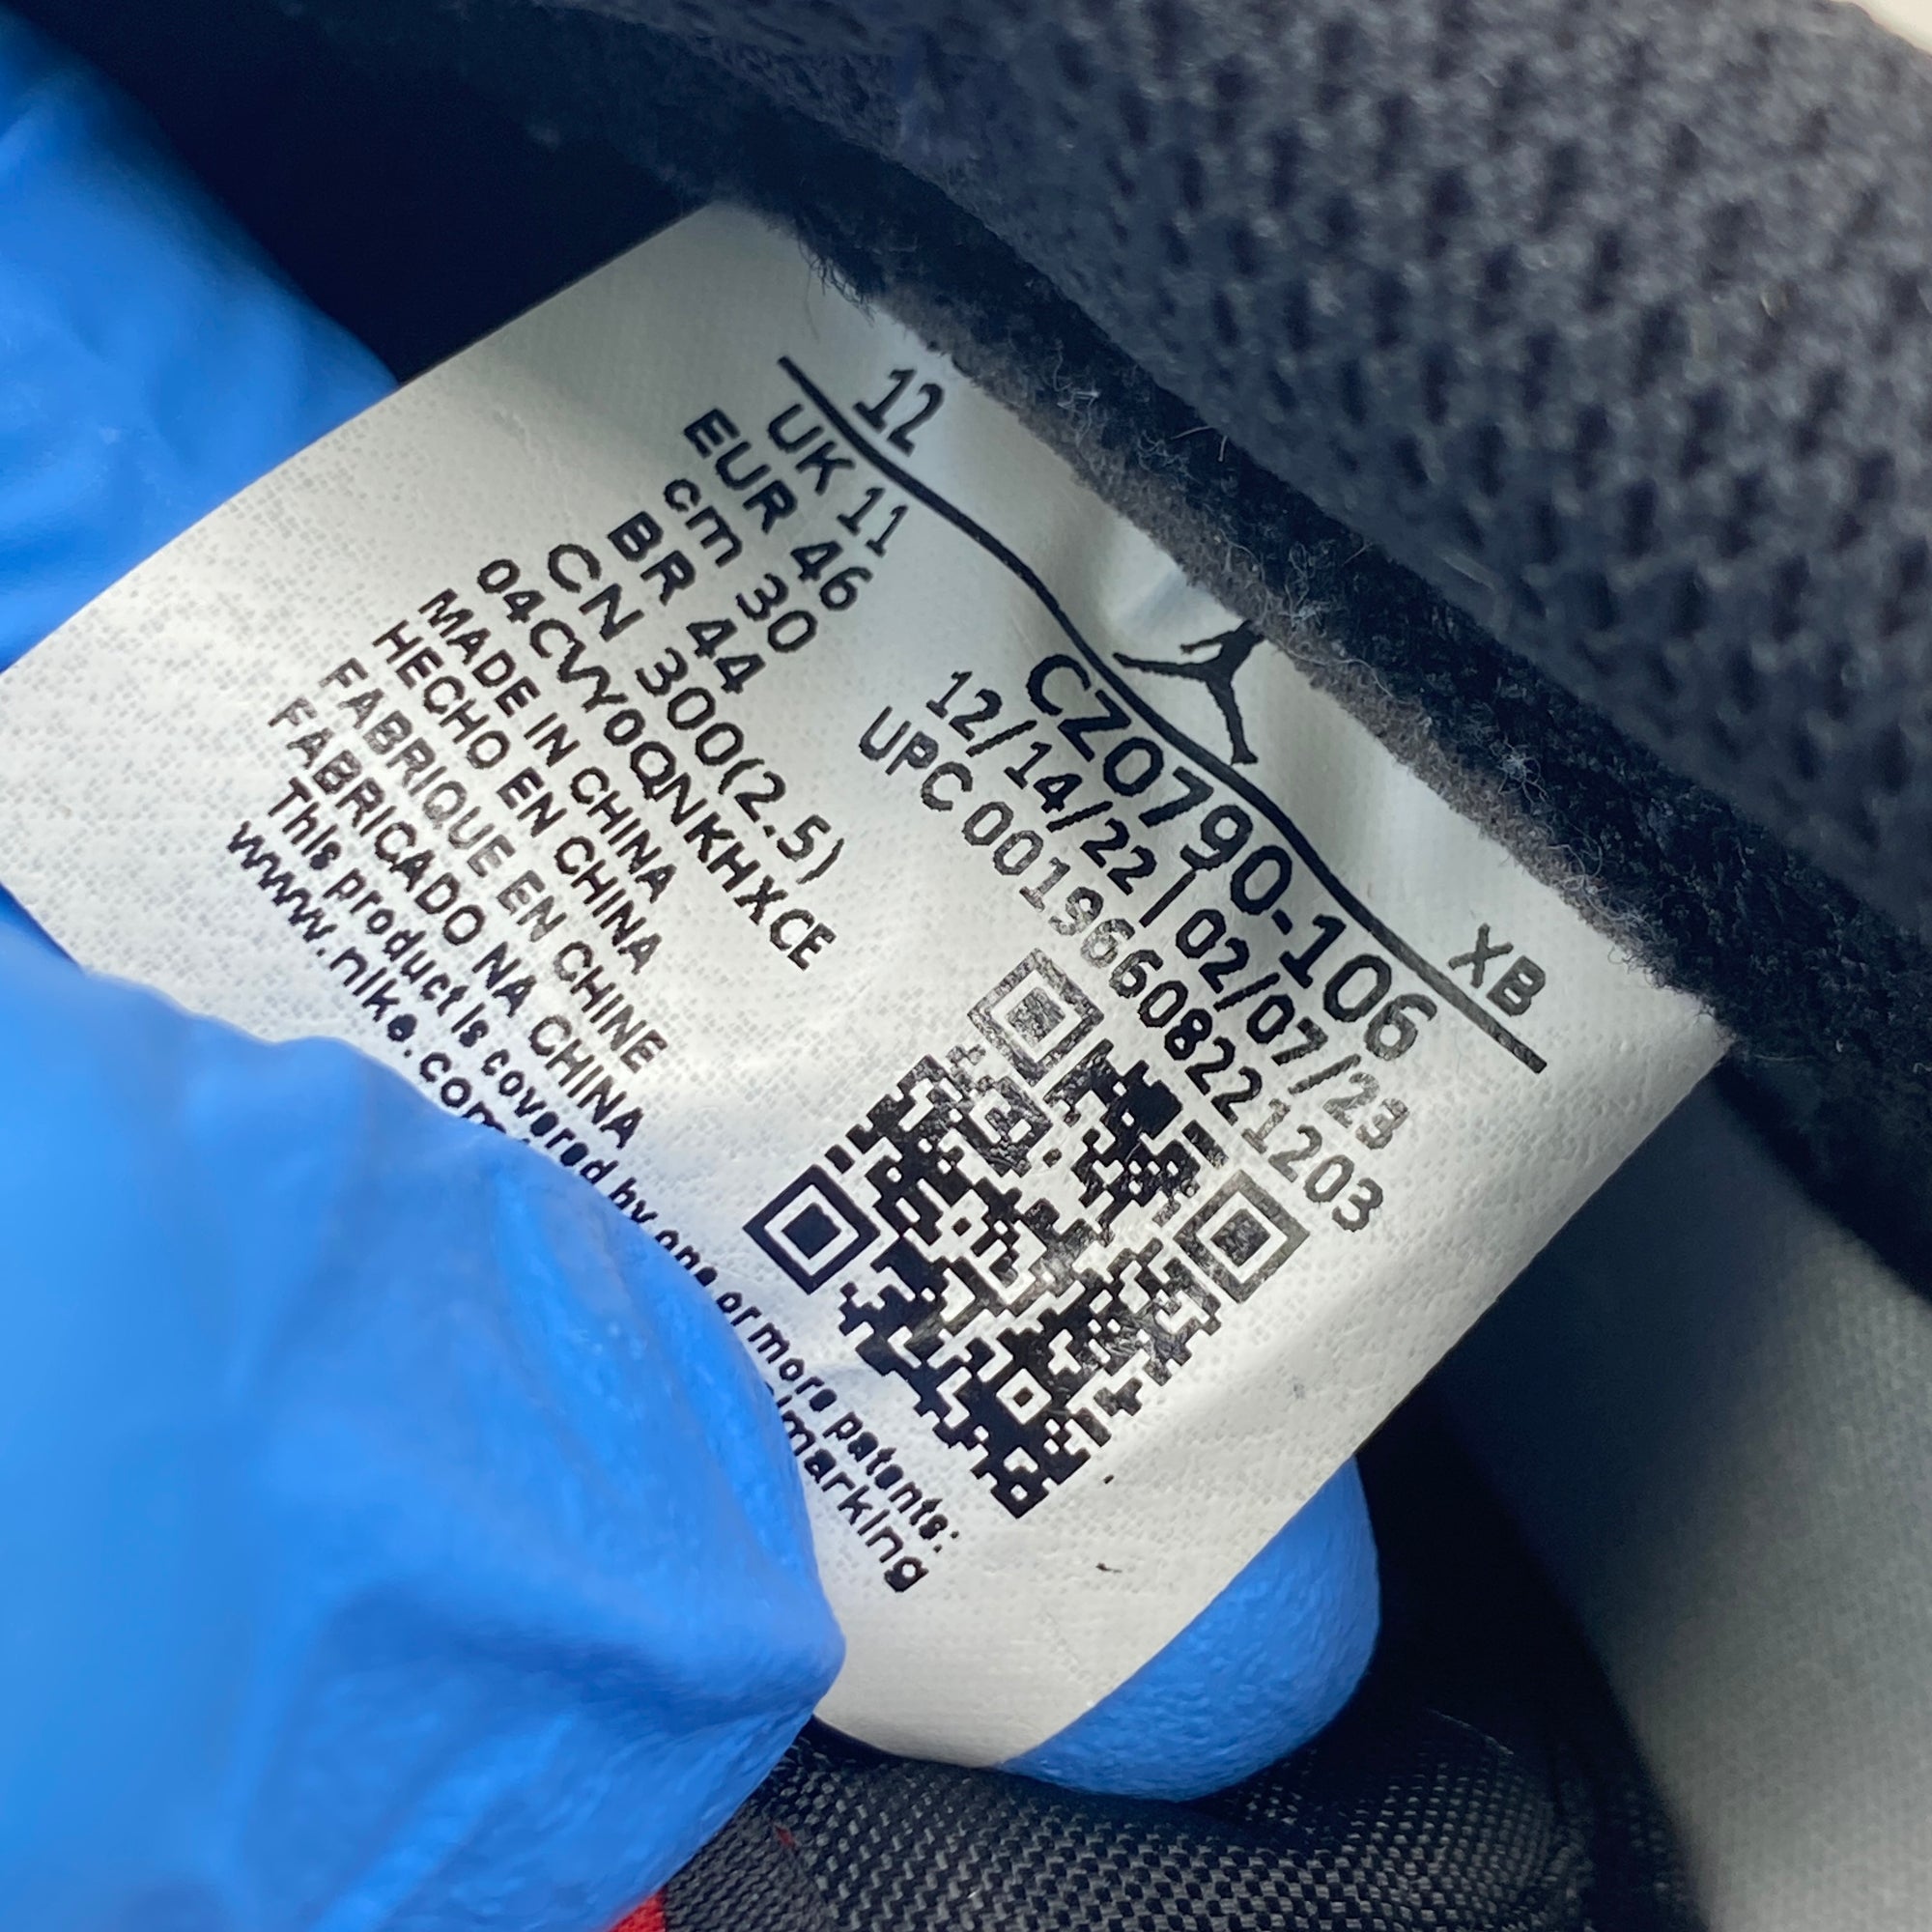 12
XB
UK 11
EUR 46
cm 30
BR 44
CN 300(2.5)
04CVY0QNKHXCE
MADE IN CHINA
HECHO EN CHINA
FABRIQUE EN CHINE
FABRICADO NA CHINA
This product is covered by one or more patents:
www.nike.com
marking
CZ0790-106
12/14/22 | 02/07/23
UPC 00196608221203